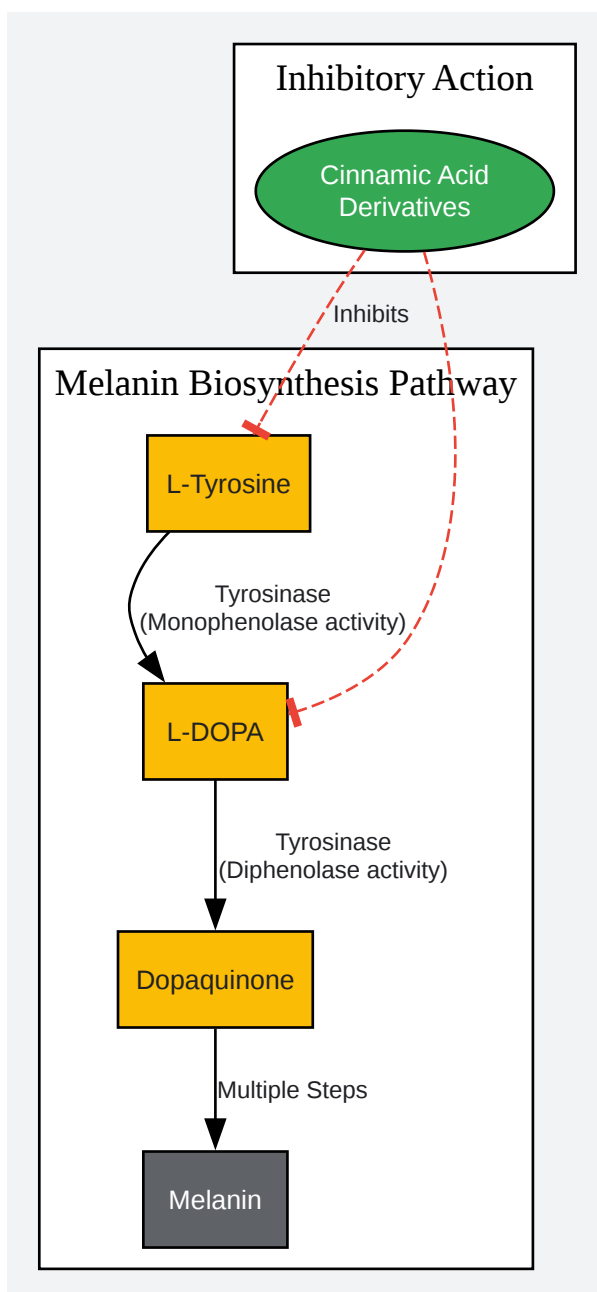 Inhibitory Action
Cinnamic Acid
Derivatives
Inhibits
Melanin Biosynthesis Pathway
L-Tyrosine
Tyrosinase
(Monophenolase activity)
L-DOPA
Tyrosinase
(Diphenolase activity)
Dopaquinone
Multiple Steps
Melanin